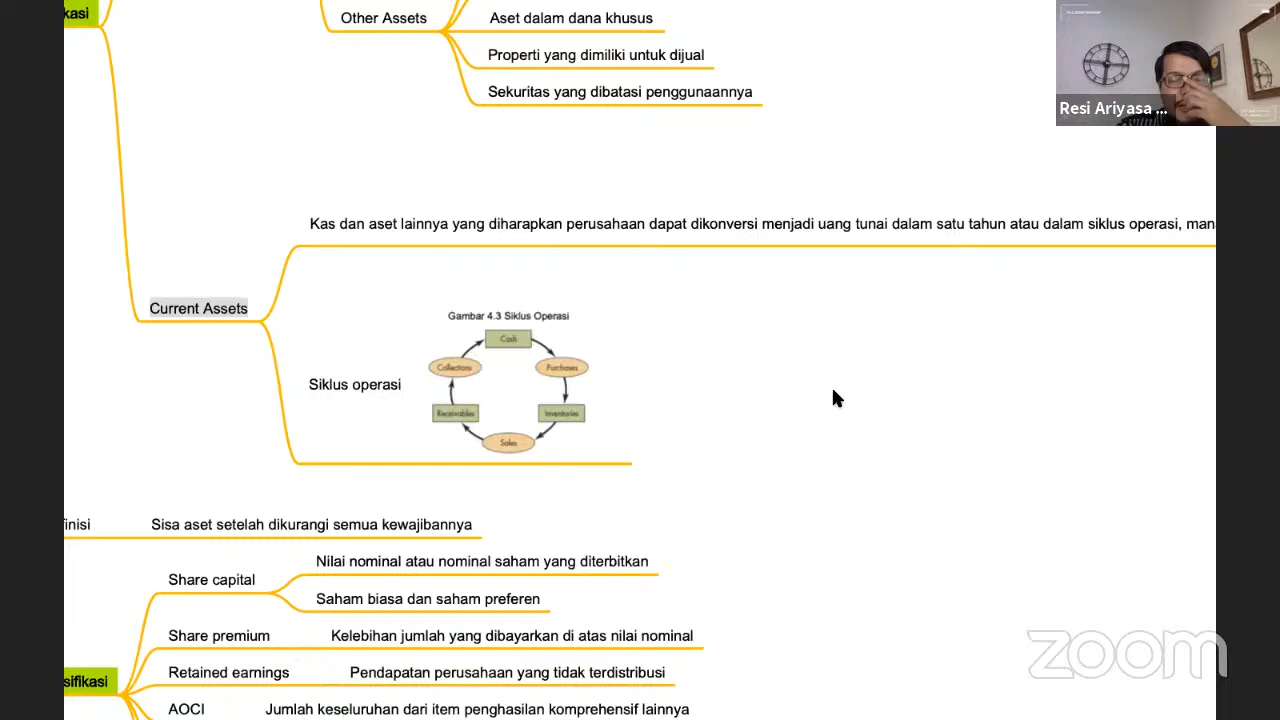 kasi
Other Assets
Aset dalam dana khusus
Properti yang dimiliki untuk dijual
Sekuritas yang dibatasi penggunaannya
Resi Ariyasa ...
Kas dan aset lainnya yang diharapkan perusahaan dapat dikonversi menjadi uang tunai dalam satu tahun atau dalam siklus operasi, man
Current Assets
Gambar 4.3 Siklus Operasi
Cash
Collections
Purchases
Siklus operasi
Receivables
Inventories
Sales
finisi
Sisa aset setelah dikurangi semua kewajibannya
Share capital
Nilai nominal atau nominal saham yang diterbitkan
Saham biasa dan saham preferen
Share premium
Kelebihan jumlah yang dibayarkan di atas nilai nominal
Retained earnings
Pendapatan perusahaan yang tidak terdistribusi
sifikasi
AOCI
Jumlah keseluruhan dari item penghasilan komprehensif lainnya
zoom